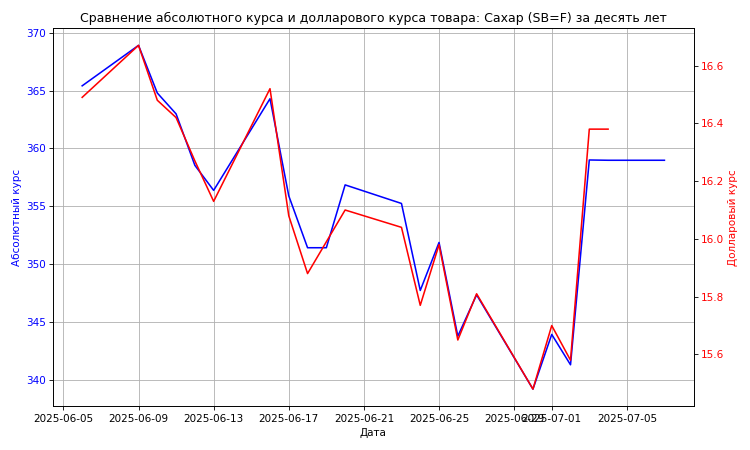 Сравнение абсолютного курса и долларового курса товара: Сахар (SB=F) за десять лет
370
365
360
355
350
345
340
Абсолютный курс
16.6
16.4
16.2
16.0
15.8
15.6
Долларовый курс
2025-06-05 2025-06-09 2025-06-13 2025-06-17 2025-06-21 2025-06-25 2025-06-29 2025-07-01 2025-07-05
Дата